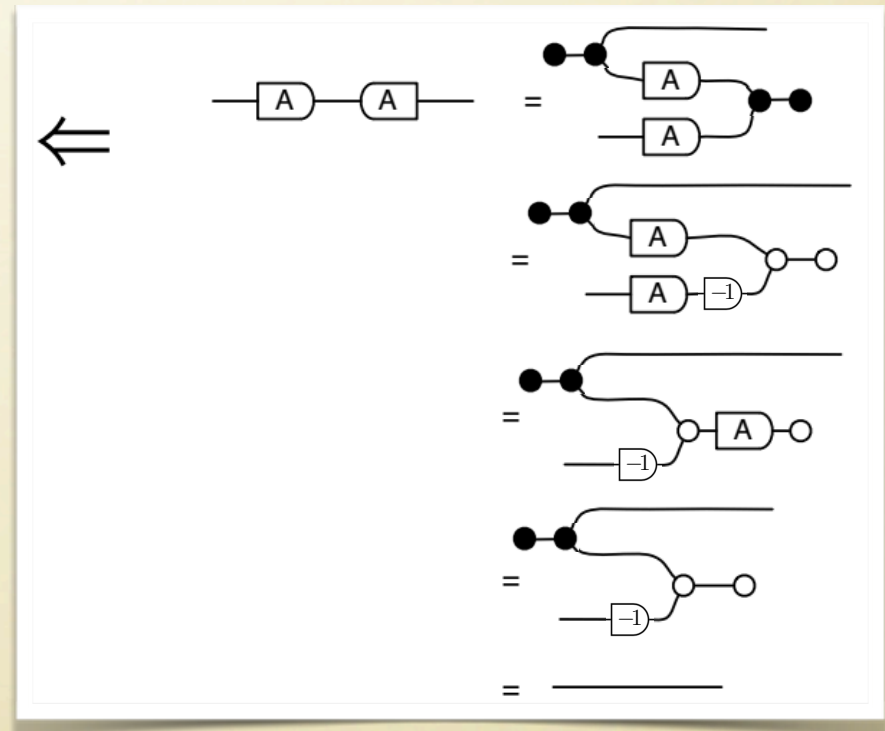 ⇐ A A = A
A
= A
A −1
= A
−1
= −1
=